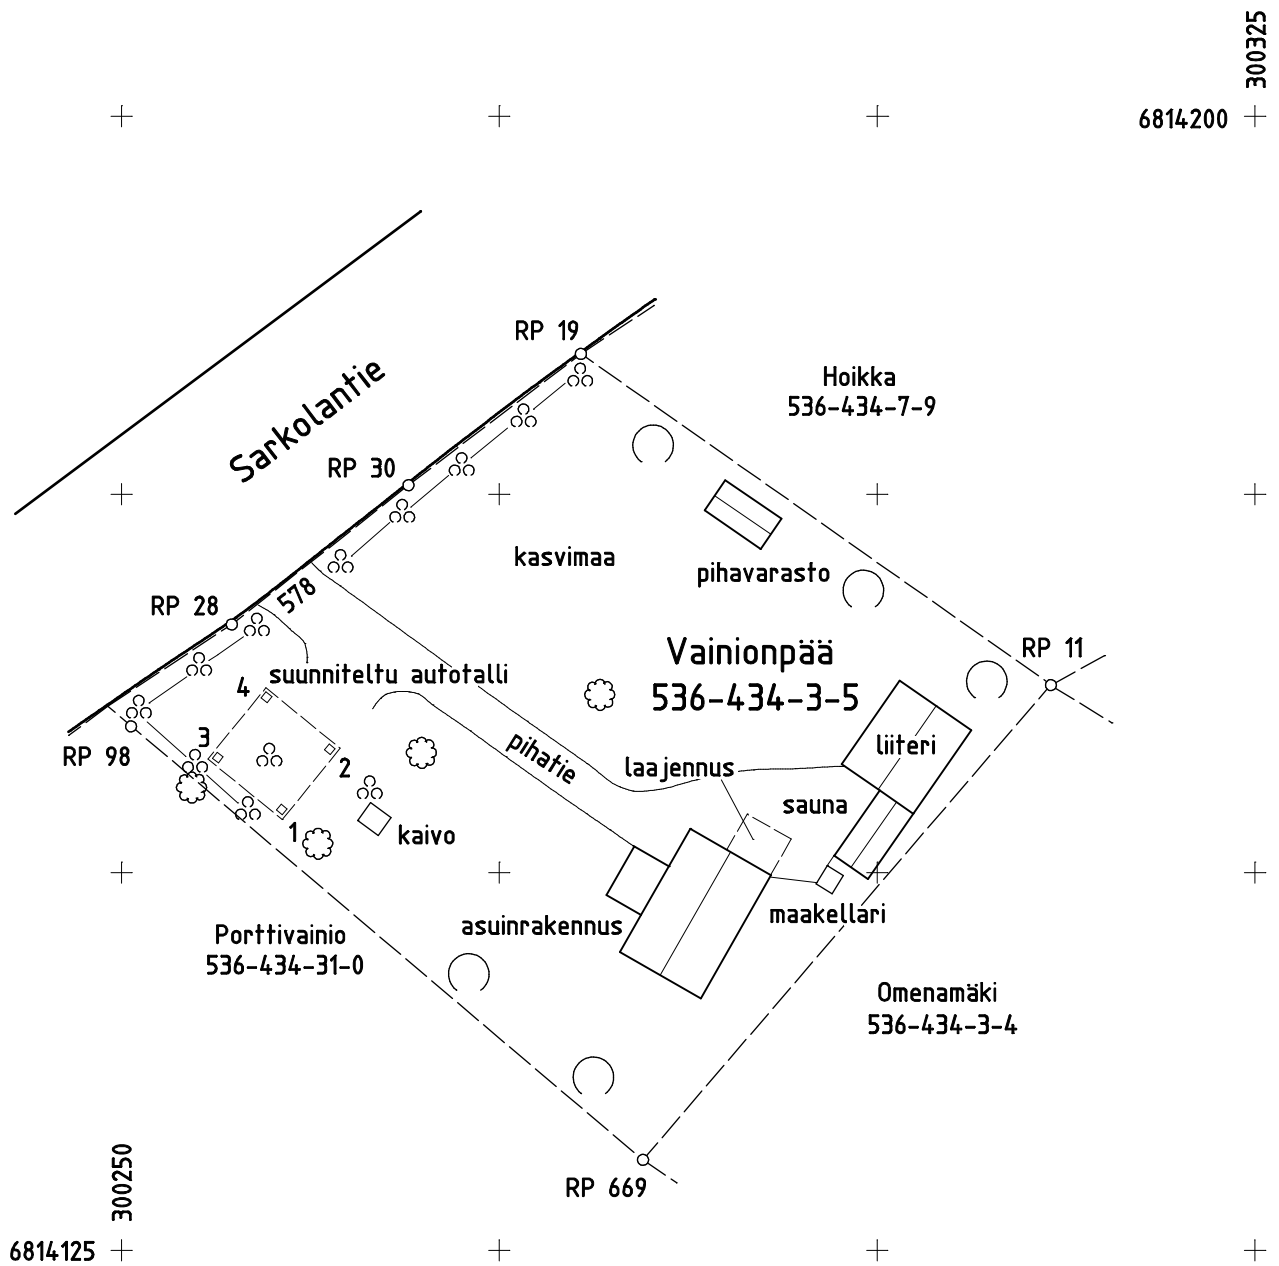 300325
6814200
RP 19
Sarkolantie
Hoikka
536-434-7-9
RP 30
kasvimaa
pihavarasto
578
RP 28
Vainionpää
536-434-3-5
RP 11
suunniteltu autotalli
4
3
2
1
RP 98
liiteri
pihatie
laajennus
sauna
kaivo
maakellari
asuinrakennus
Porttivainio
536-434-31-0
Omenamäki
536-434-3-4
RP 669
300250
6814125